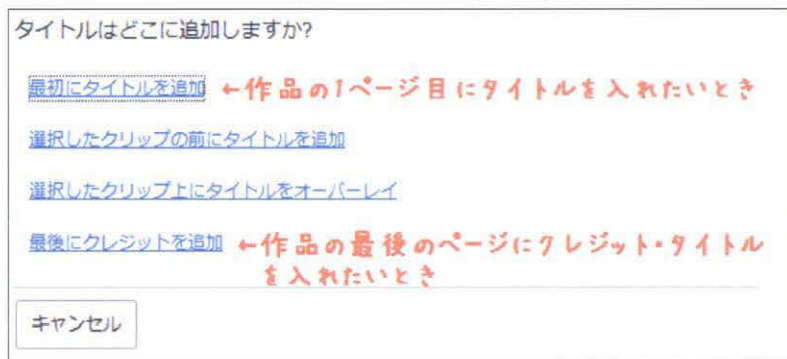 タイトルはどこに追加しますか?
最初にタイトルを追加 ←作品の1ページ目にタイトルを入れたいとき
選択したクリップの前にタイトルを追加
選択したクリップ上にタイトルをオーバーレイ
最後にクレジットを追加 ←作品の最後のページにクレジット・タイトル
を入れたいとき
キャンセル